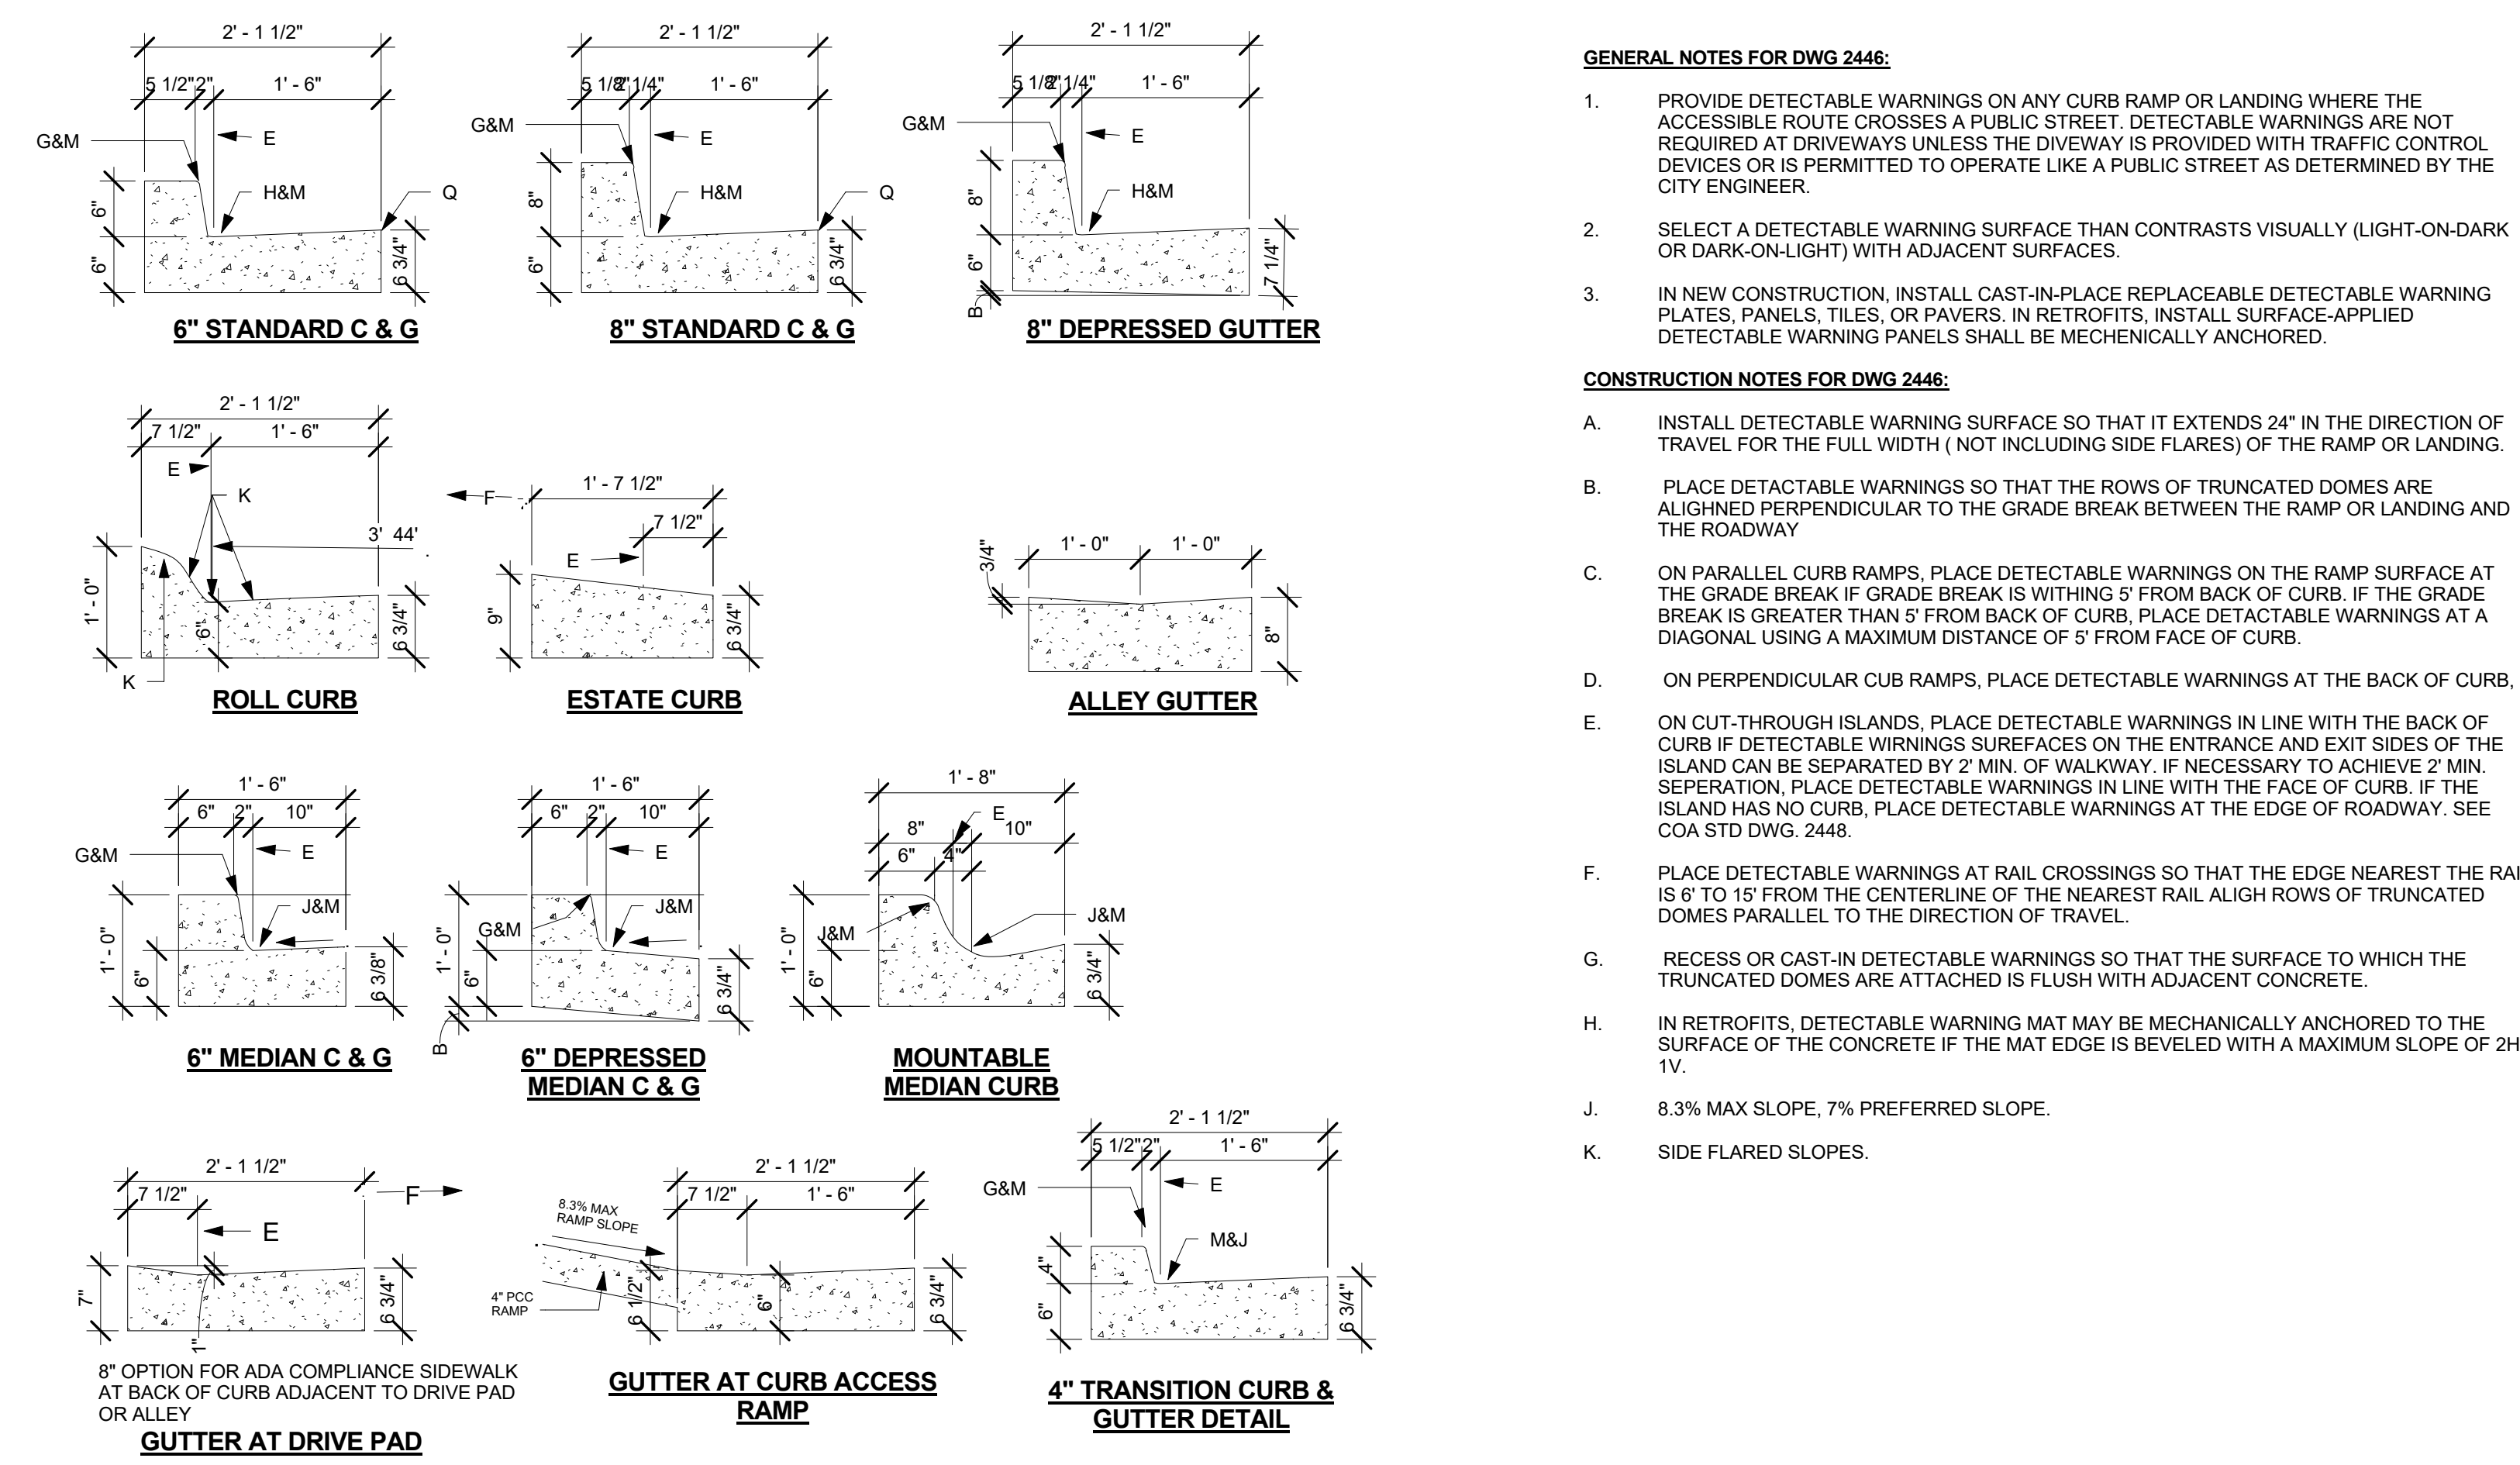 2' - 1 1/2"
5 1/2" 2" 1' - 6"
G&M
E
H&M
Q
6"
6"
6 3/4"
6" STANDARD C & G
2' - 1 1/2"
5 1/8" 2 1/4" 1' - 6"
G&M
E
H&M
Q
8"
6"
6 3/4"
8" STANDARD C & G
2' - 1 1/2"
5 1/8" 2 1/4" 1' - 6"
G&M
E
H&M
8"
6"
B
7 1/4"
8" DEPRESSED GUTTER
2' - 1 1/2"
7 1/2" 1' - 6"
E
K
3' 44'
1' - 0"
6"
6 3/4"
K
ROLL CURB
F
1' - 7 1/2"
7 1/2"
E
9"
6 3/4"
ESTATE CURB
3/4"
1' - 0" 1' - 0"
8"
ALLEY GUTTER
1' - 6"
6" 2" 10"
G&M
E
J&M
1' - 0"
6"
6 3/8"
6" MEDIAN C & G
1' - 6"
6" 2" 10"
E
G&M
J&M
1' - 0"
6"
B
6 3/4"
6" DEPRESSED
MEDIAN C & G
1' - 8"
E
8" 10"
6" 4"
J&M
J&M
1' - 0"
6"
6 3/4"
MOUNTABLE
MEDIAN CURB
2' - 1 1/2"
7 1/2"
F
E
7"
1"
6 3/4"
8" OPTION FOR ADA COMPLIANCE SIDEWALK
AT BACK OF CURB ADJACENT TO DRIVE PAD
OR ALLEY
GUTTER AT DRIVE PAD
2' - 1 1/2"
7 1/2" 1' - 6"
8.3% MAX
RAMP SLOPE
4" PCC
RAMP
6 1/2"
6"
6 3/4"
GUTTER AT CURB ACCESS
RAMP
2' - 1 1/2"
5 1/2" 2" 1' - 6"
G&M
E
M&J
4"
6"
6 3/4"
4" TRANSITION CURB &
GUTTER DETAIL
GENERAL NOTES FOR DWG 2446:
1. PROVIDE DETECTABLE WARNINGS ON ANY CURB RAMP OR LANDING WHERE THE
ACCESSIBLE ROUTE CROSSES A PUBLIC STREET. DETECTABLE WARNINGS ARE NOT
REQUIRED AT DRIVEWAYS UNLESS THE DIVEWAY IS PROVIDED WITH TRAFFIC CONTROL
DEVICES OR IS PERMITTED TO OPERATE LIKE A PUBLIC STREET AS DETERMINED BY THE
CITY ENGINEER.
2. SELECT A DETECTABLE WARNING SURFACE THAN CONTRASTS VISUALLY (LIGHT-ON-DARK
OR DARK-ON-LIGHT) WITH ADJACENT SURFACES.
3. IN NEW CONSTRUCTION, INSTALL CAST-IN-PLACE REPLACEABLE DETECTABLE WARNING
PLATES, PANELS, TILES, OR PAVERS. IN RETROFITS, INSTALL SURFACE-APPLIED
DETECTABLE WARNING PANELS SHALL BE MECHENICALLY ANCHORED.
CONSTRUCTION NOTES FOR DWG 2446:
A. INSTALL DETECTABLE WARNING SURFACE SO THAT IT EXTENDS 24" IN THE DIRECTION OF
TRAVEL FOR THE FULL WIDTH ( NOT INCLUDING SIDE FLARES) OF THE RAMP OR LANDING.
B. PLACE DETACTABLE WARNINGS SO THAT THE ROWS OF TRUNCATED DOMES ARE
ALIGHNED PERPENDICULAR TO THE GRADE BREAK BETWEEN THE RAMP OR LANDING AND
THE ROADWAY
C. ON PARALLEL CURB RAMPS, PLACE DETECTABLE WARNINGS ON THE RAMP SURFACE AT
THE GRADE BREAK IF GRADE BREAK IS WITHING 5' FROM BACK OF CURB. IF THE GRADE
BREAK IS GREATER THAN 5' FROM BACK OF CURB, PLACE DETACTABLE WARNINGS AT A
DIAGONAL USING A MAXIMUM DISTANCE OF 5' FROM FACE OF CURB.
D. ON PERPENDICULAR CUB RAMPS, PLACE DETECTABLE WARNINGS AT THE BACK OF CURB,
E. ON CUT-THROUGH ISLANDS, PLACE DETECTABLE WARNINGS IN LINE WITH THE BACK OF
CURB IF DETECTABLE WIRNINGS SUREFACES ON THE ENTRANCE AND EXIT SIDES OF THE
ISLAND CAN BE SEPARATED BY 2' MIN. OF WALKWAY. IF NECESSARY TO ACHIEVE 2' MIN.
SEPERATION, PLACE DETECTABLE WARNINGS IN LINE WITH THE FACE OF CURB. IF THE
ISLAND HAS NO CURB, PLACE DETECTABLE WARNINGS AT THE EDGE OF ROADWAY. SEE
COA STD DWG. 2448.
F. PLACE DETECTABLE WARNINGS AT RAIL CROSSINGS SO THAT THE EDGE NEAREST THE RAI
IS 6' TO 15' FROM THE CENTERLINE OF THE NEAREST RAIL ALIGH ROWS OF TRUNCATED
DOMES PARALLEL TO THE DIRECTION OF TRAVEL.
G. RECESS OR CAST-IN DETECTABLE WARNINGS SO THAT THE SURFACE TO WHICH THE
TRUNCATED DOMES ARE ATTACHED IS FLUSH WITH ADJACENT CONCRETE.
H. IN RETROFITS, DETECTABLE WARNING MAT MAY BE MECHANICALLY ANCHORED TO THE
SURFACE OF THE CONCRETE IF THE MAT EDGE IS BEVELED WITH A MAXIMUM SLOPE OF 2H
1V.
J. 8.3% MAX SLOPE, 7% PREFERRED SLOPE.
K. SIDE FLARED SLOPES.